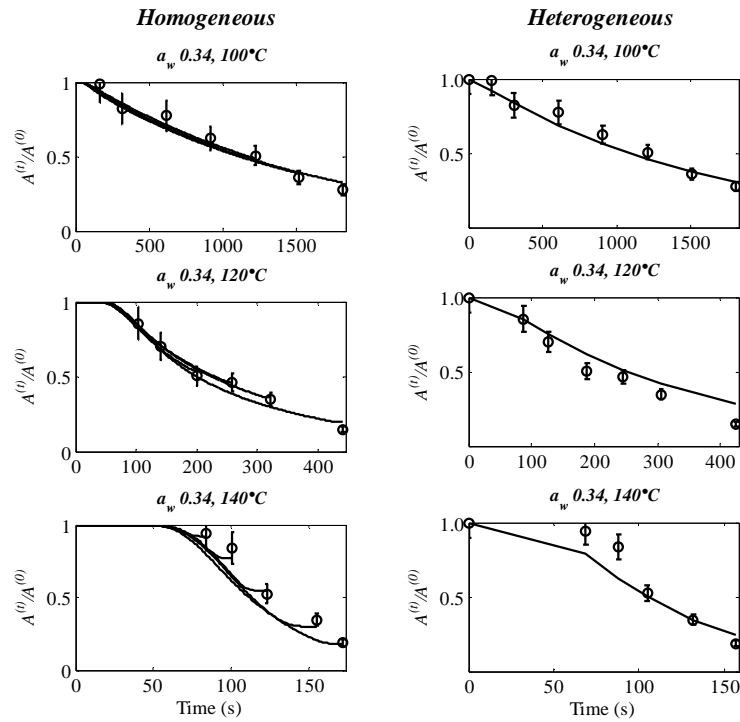 Homogeneous Heterogeneous
a_w 0.34, 100°C a_w 0.34, 100°C
1 1.0
A^(t)/A^(0) 0.5 A^(t)/A^(0) 0.5
0
0 500 1000 1500 0 500 1000 1500
a_w 0.34, 120°C a_w 0.34, 120°C
1 1.0
A^(t)/A^(0) 0.5 A^(t)/A^(0) 0.5
0
0 100 200 300 400 0 100 200 300 400
a_w 0.34, 140°C a_w 0.34, 140°C
1 1.0
A^(t)/A^(0) 0.5 A^(t)/A^(0) 0.5
0
0 50 100 150 0 50 100 150
Time (s) Time (s)